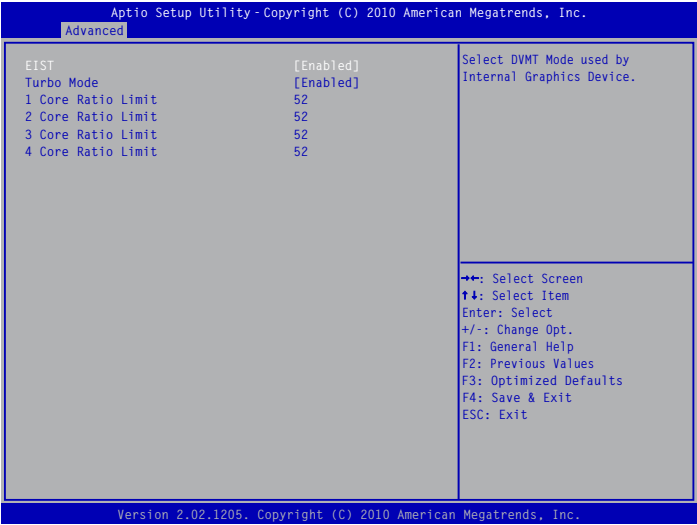 Aptio Setup Utility - Copyright (C) 2010 American Megatrends, Inc.
Advanced
EIST [Enabled]
Turbo Mode [Enabled]
1 Core Ratio Limit 52
2 Core Ratio Limit 52
3 Core Ratio Limit 52
4 Core Ratio Limit 52
Select DVMT Mode used by
Internal Graphics Device.
→←: Select Screen
↑↓: Select Item
Enter: Select
+/-: Change Opt.
F1: General Help
F2: Previous Values
F3: Optimized Defaults
F4: Save & Exit
ESC: Exit
Version 2.02.1205. Copyright (C) 2010 American Megatrends, Inc.